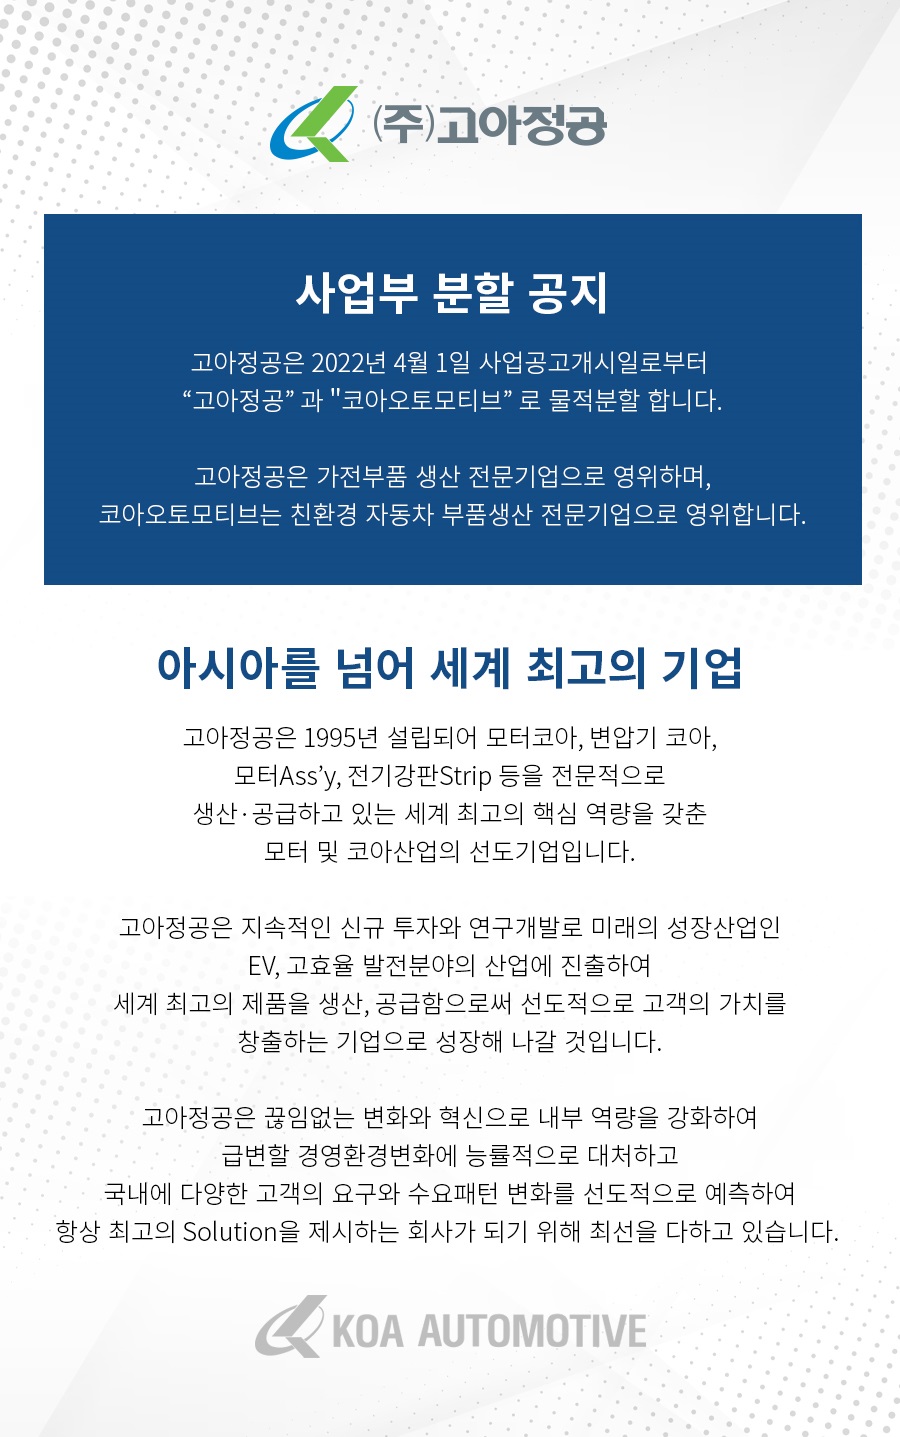 (주)고아정공
사업부 분할 공지
고아정공은 2022년 4월 1일 사업공고개시일로부터
“고아정공” 과 "코아오토모티브” 로 물적분할 합니다.
고아정공은 가전부품 생산 전문기업으로 영위하며,
코아오토모티브는 친환경 자동차 부품생산 전문기업으로 영위합니다.
아시아를 넘어 세계 최고의 기업
고아정공은 1995년 설립되어 모터코아, 변압기 코아,
모터Ass’y, 전기강판Strip 등을 전문적으로
생산·공급하고 있는 세계 최고의 핵심 역량을 갖춘
모터 및 코아산업의 선도기업입니다.
고아정공은 지속적인 신규 투자와 연구개발로 미래의 성장산업인
EV, 고효율 발전분야의 산업에 진출하여
세계 최고의 제품을 생산, 공급함으로써 선도적으로 고객의 가치를
창출하는 기업으로 성장해 나갈 것입니다.
고아정공은 끊임없는 변화와 혁신으로 내부 역량을 강화하여
급변할 경영환경변화에 능률적으로 대처하고
국내에 다양한 고객의 요구와 수요패턴 변화를 선도적으로 예측하여
항상 최고의 Solution을 제시하는 회사가 되기 위해 최선을 다하고 있습니다.
KOA AUTOMOTIVE